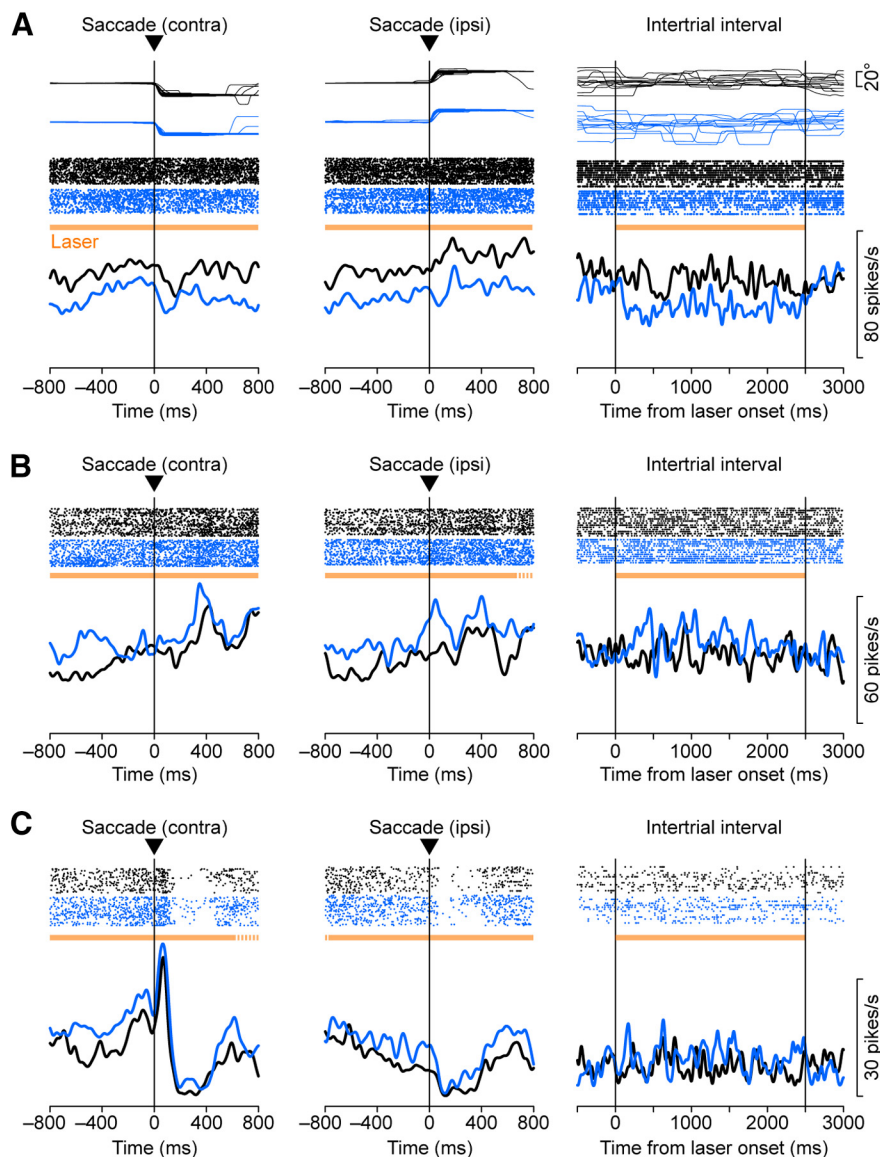 A
Saccade (contra)
Saccade (ipsi)
Intertrial interval
20°
Laser
80 spikes/s
−800 −400 0 400 800
−800 −400 0 400 800
0 1000 2000 3000
Time (ms)
Time (ms)
Time from laser onset (ms)
B
Saccade (contra)
Saccade (ipsi)
Intertrial interval
60 pikes/s
−800 −400 0 400 800
−800 −400 0 400 800
0 1000 2000 3000
Time (ms)
Time (ms)
Time from laser onset (ms)
C
Saccade (contra)
Saccade (ipsi)
Intertrial interval
30 pikes/s
−800 −400 0 400 800
−800 −400 0 400 800
0 1000 2000 3000
Time (ms)
Time (ms)
Time from laser onset (ms)